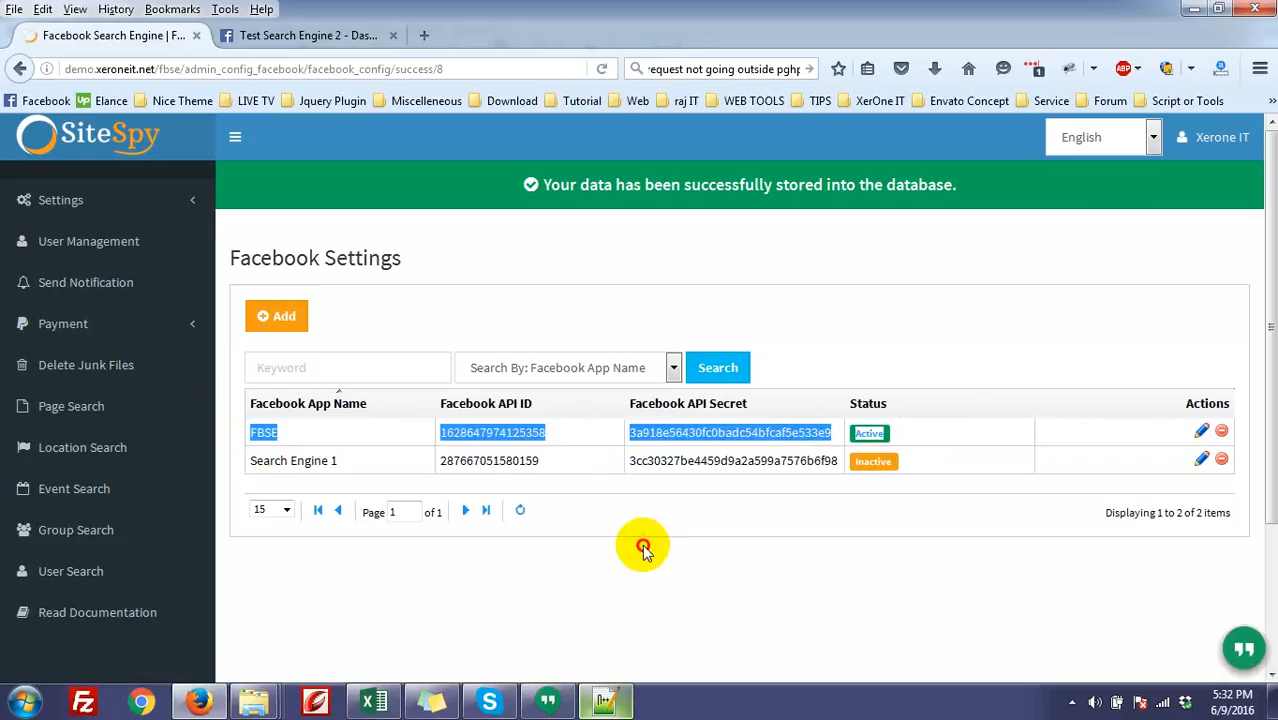 File Edit View History Bookmarks Tools Help
Facebook Search Engine | F... × Test Search Engine 2 - Das... × +
demo.xeroneit.net/fbse/admin_config_facebook/facebook_config/success/8 request not going outside pghp
Facebook Up Elance Nice Theme LIVE TV Jquery Plugin Miscelleneous Download Tutorial Web raj IT WEB TOOLS TIPS XerOne IT Envato Concept Service Forum Script or Tools »
SiteSpy English Xerone IT
Your data has been successfully stored into the database.
Settings
User Management
Send Notification
Payment
Delete Junk Files
Page Search
Location Search
Event Search
Group Search
User Search
Read Documentation
Facebook Settings
Add
Keyword Search By: Facebook App Name Search
Facebook App Name Facebook API ID Facebook API Secret Status Actions
FBSE 1628647974125358 3a918e56430fc0badc54bfcaf5e533e9 Active
Search Engine 1 287667051580159 3cc30327be4459d9a2a599a7576b6f98 Inactive
15 Page 1 of 1 Displaying 1 to 2 of 2 items
5:32 PM
6/9/2016